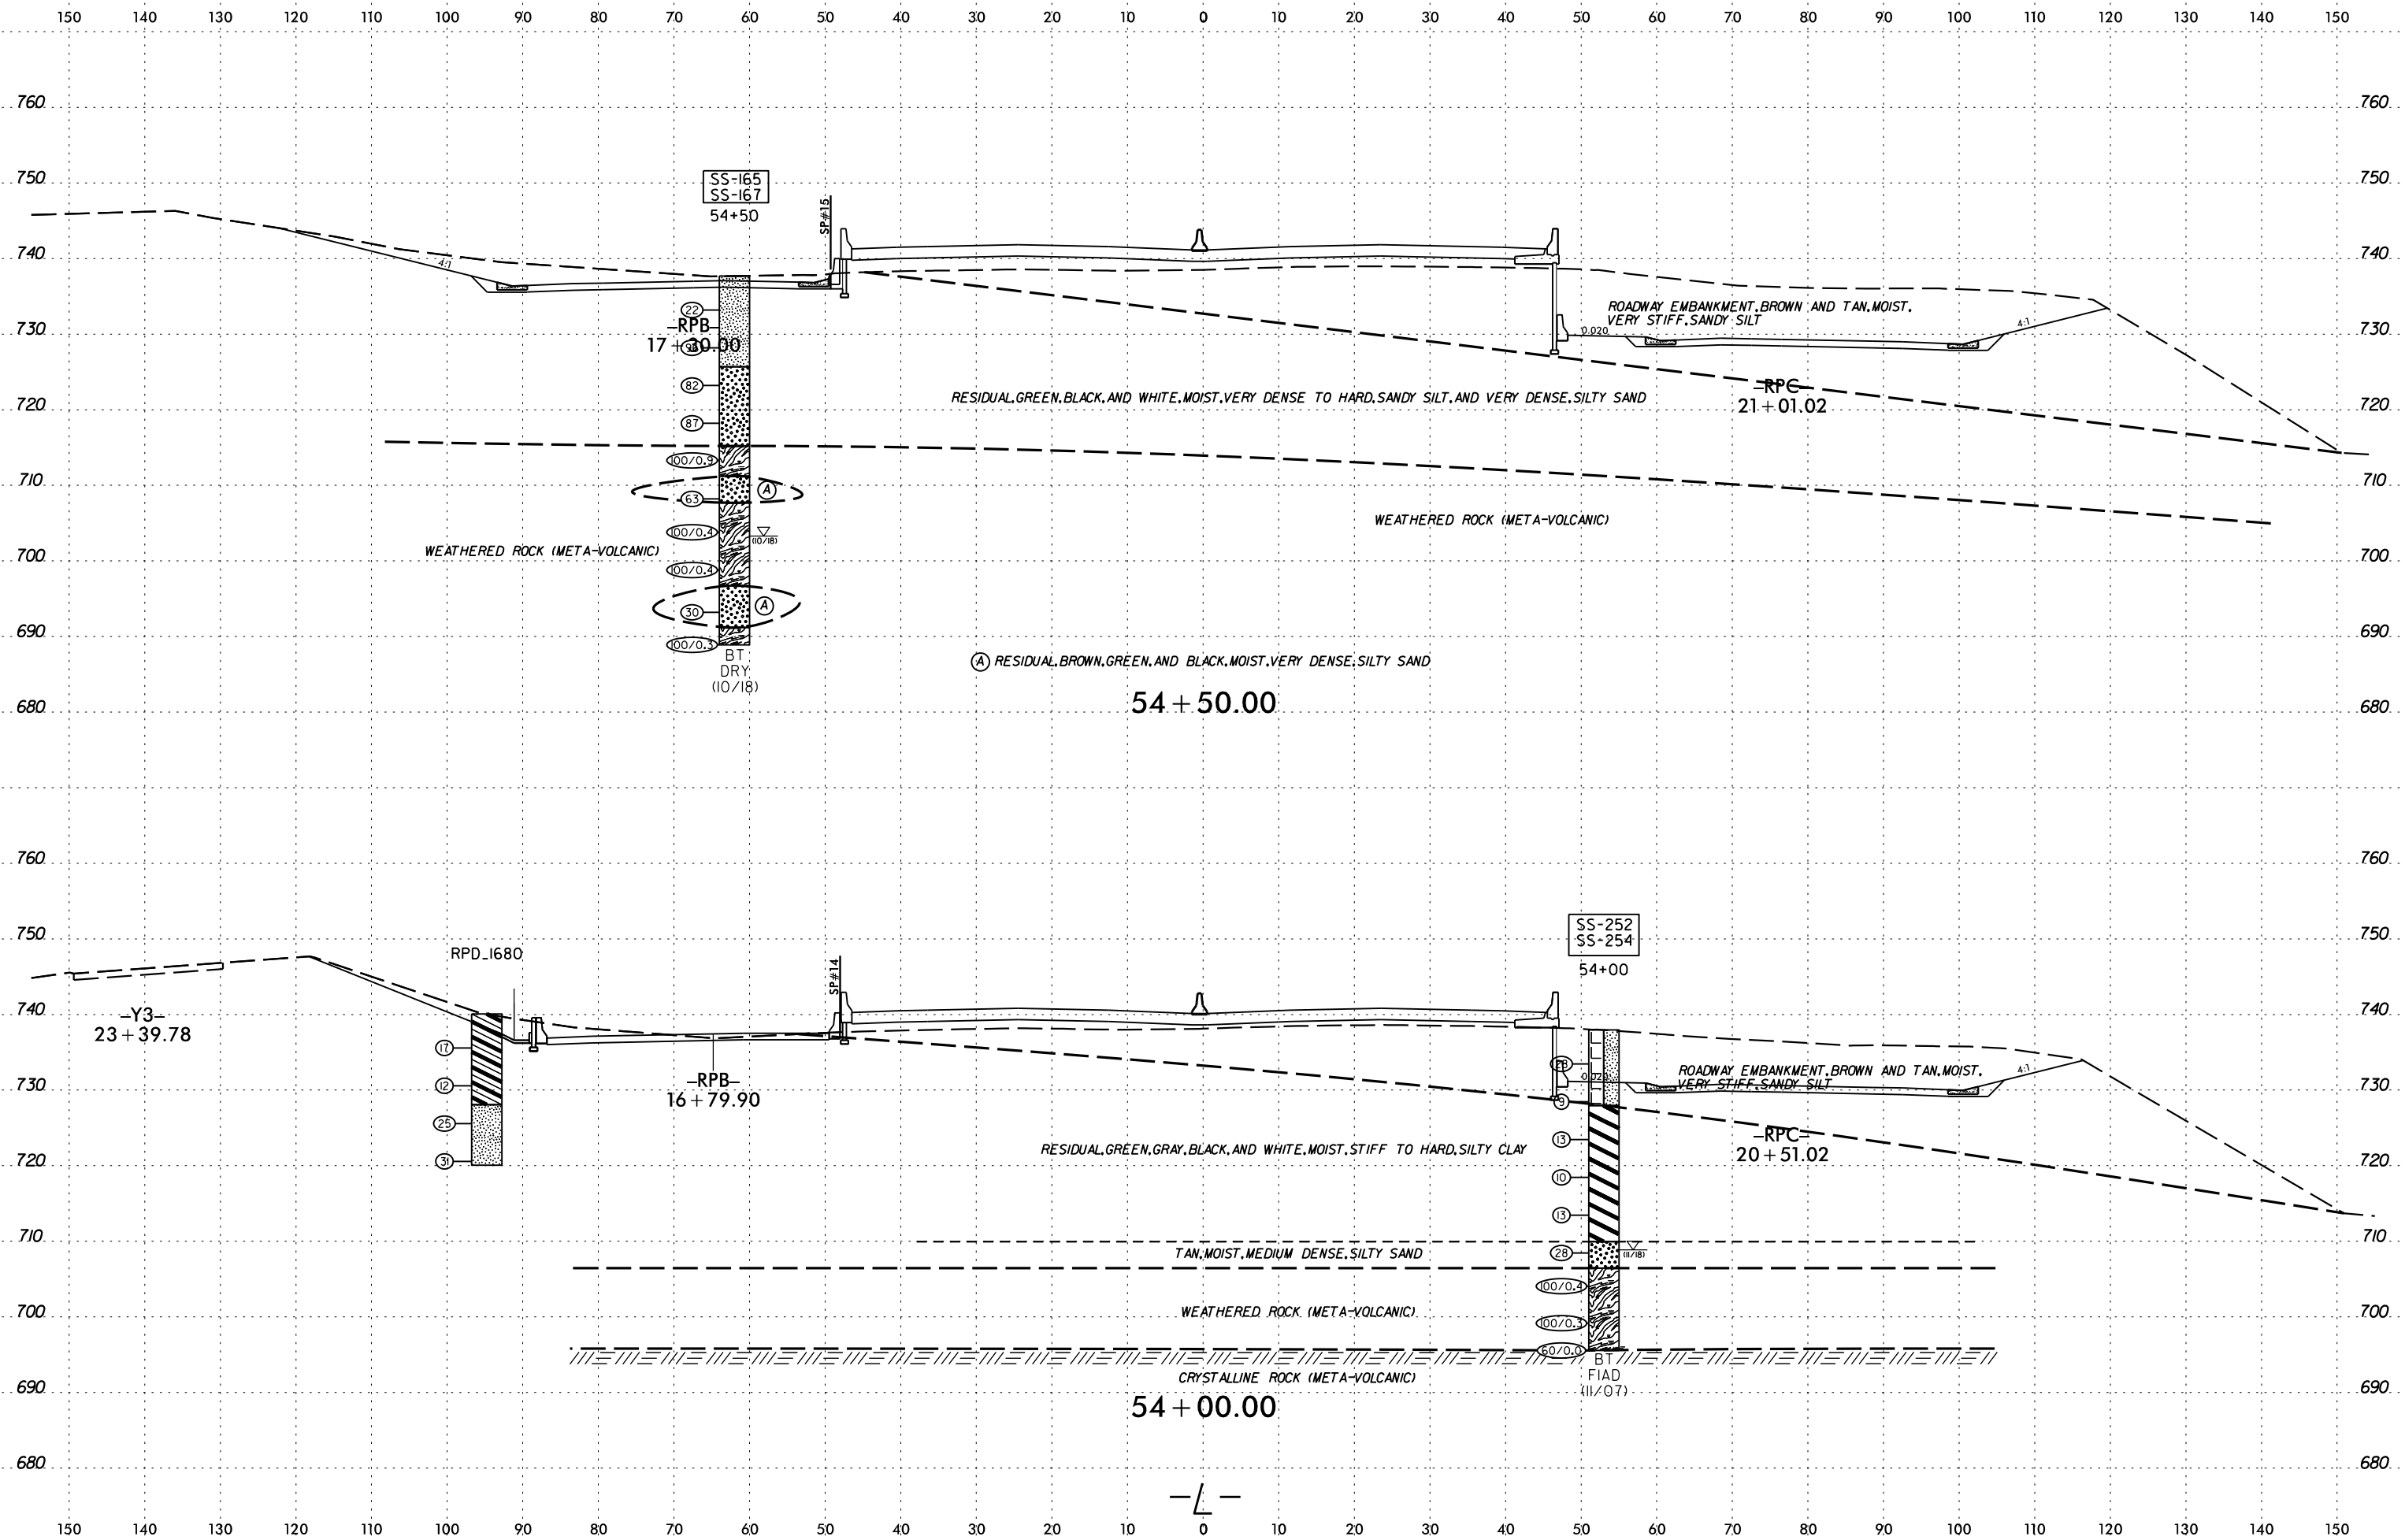 150 140 130 120 110 100 90 80 70 60 50 40 30 20 10 0 10 20 30 40 50 60 70 80 90 100 110 120 130 140 150
760 760
750 750
SS-165
SS-167
54+50
SP#15
740 740
4:1
22
-RPB-
17+30.00
730 730
ROADWAY EMBANKMENT,BROWN AND TAN,MOIST,
VERY STIFF,SANDY SILT
0.020
4:1
82
-RPC-
21+01.02
RESIDUAL,GREEN,BLACK,AND WHITE,MOIST,VERY DENSE TO HARD,SANDY SILT,AND VERY DENSE,SILTY SAND
720 720
87
100/0.9
710 710
63
A
WEATHERED ROCK (META-VOLCANIC)
100/0.4
(10/18)
WEATHERED ROCK (META-VOLCANIC)
700 700
100/0.4
30
A
690 690
100/0.3
BT
DRY
(10/18)
A RESIDUAL,BROWN,GREEN,AND BLACK,MOIST,VERY DENSE,SILTY SAND
54+50.00
680 680
760 760
750 750
SS-252
SS-254
54+00
RPD_1680
SP#14
740 740
-Y3-
23+39.78
17
28
12
-RPB-
16+79.90
0.020
ROADWAY EMBANKMENT,BROWN AND TAN,MOIST,
VERY STIFF,SANDY SILT
4:1
730 730
9
25
13
-RPC-
20+51.02
RESIDUAL,GREEN,GRAY,BLACK,AND WHITE,MOIST,STIFF TO HARD,SILTY CLAY
31
720 720
10
13
710 710
TAN,MOIST,MEDIUM DENSE,SILTY SAND
28
(11/18)
100/0.4
WEATHERED ROCK (META-VOLCANIC)
700 700
100/0.3
60/0.0
BT
FIAD
(11/07)
CRYSTALLINE ROCK (META-VOLCANIC)
690 690
54+00.00
680 680
-L-
150 140 130 120 110 100 90 80 70 60 50 40 30 20 10 0 10 20 30 40 50 60 70 80 90 100 110 120 130 140 150